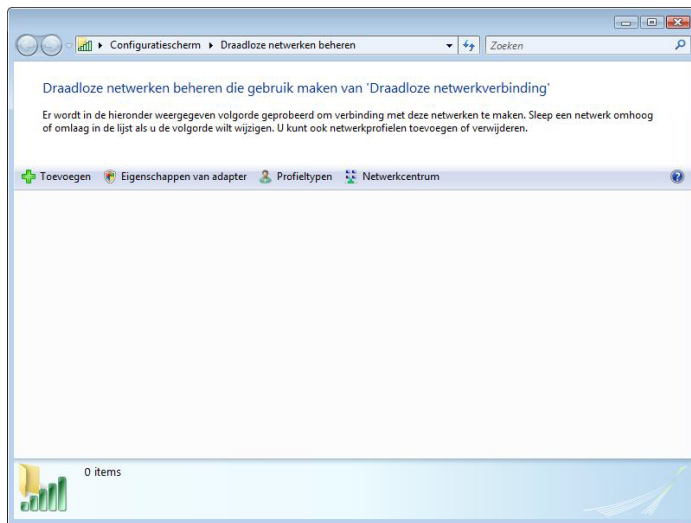 Configuratiescherm Draadloze netwerken beheren Zoeken
Draadloze netwerken beheren die gebruik maken van 'Draadloze netwerkverbinding'
Er wordt in de hieronder weergegeven volgorde geprobeerd om verbinding met deze netwerken te maken. Sleep een netwerk omhoog
of omlaag in de lijst als u de volgorde wilt wijzigen. U kunt ook netwerkprofielen toevoegen of verwijderen.
Toevoegen Eigenschappen van adapter Profieltypen Netwerkcentrum
0 items